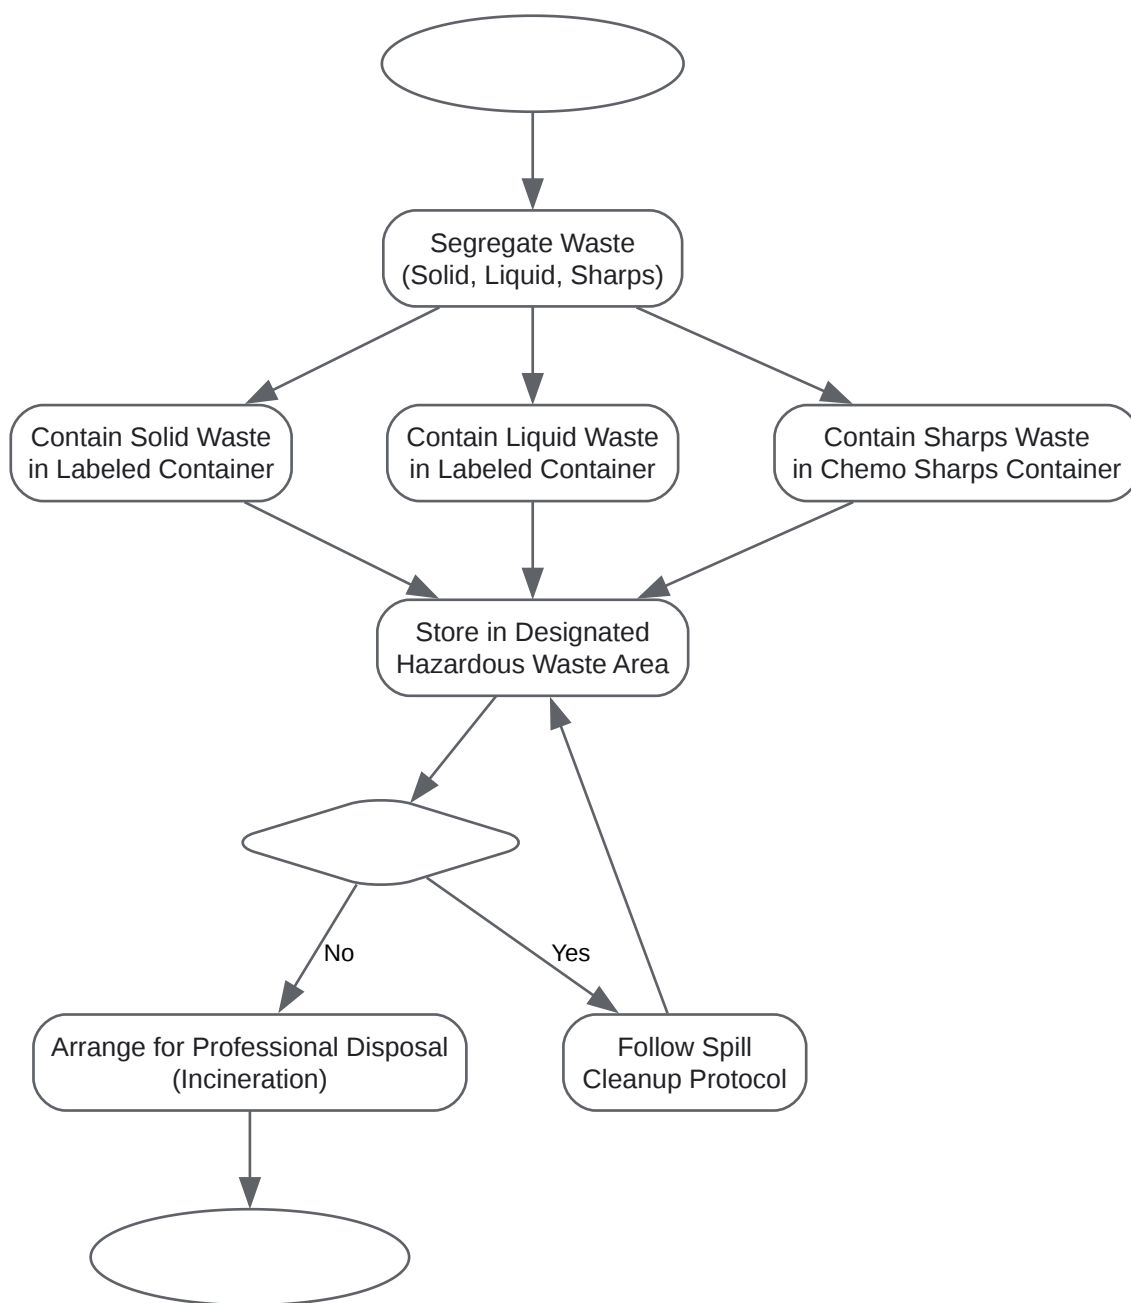 Segregate Waste
(Solid, Liquid, Sharps)
Contain Solid Waste
in Labeled Container
Contain Liquid Waste
in Labeled Container
Contain Sharps Waste
in Chemo Sharps Container
Store in Designated
Hazardous Waste Area
No
Yes
Arrange for Professional Disposal
(Incineration)
Follow Spill
Cleanup Protocol